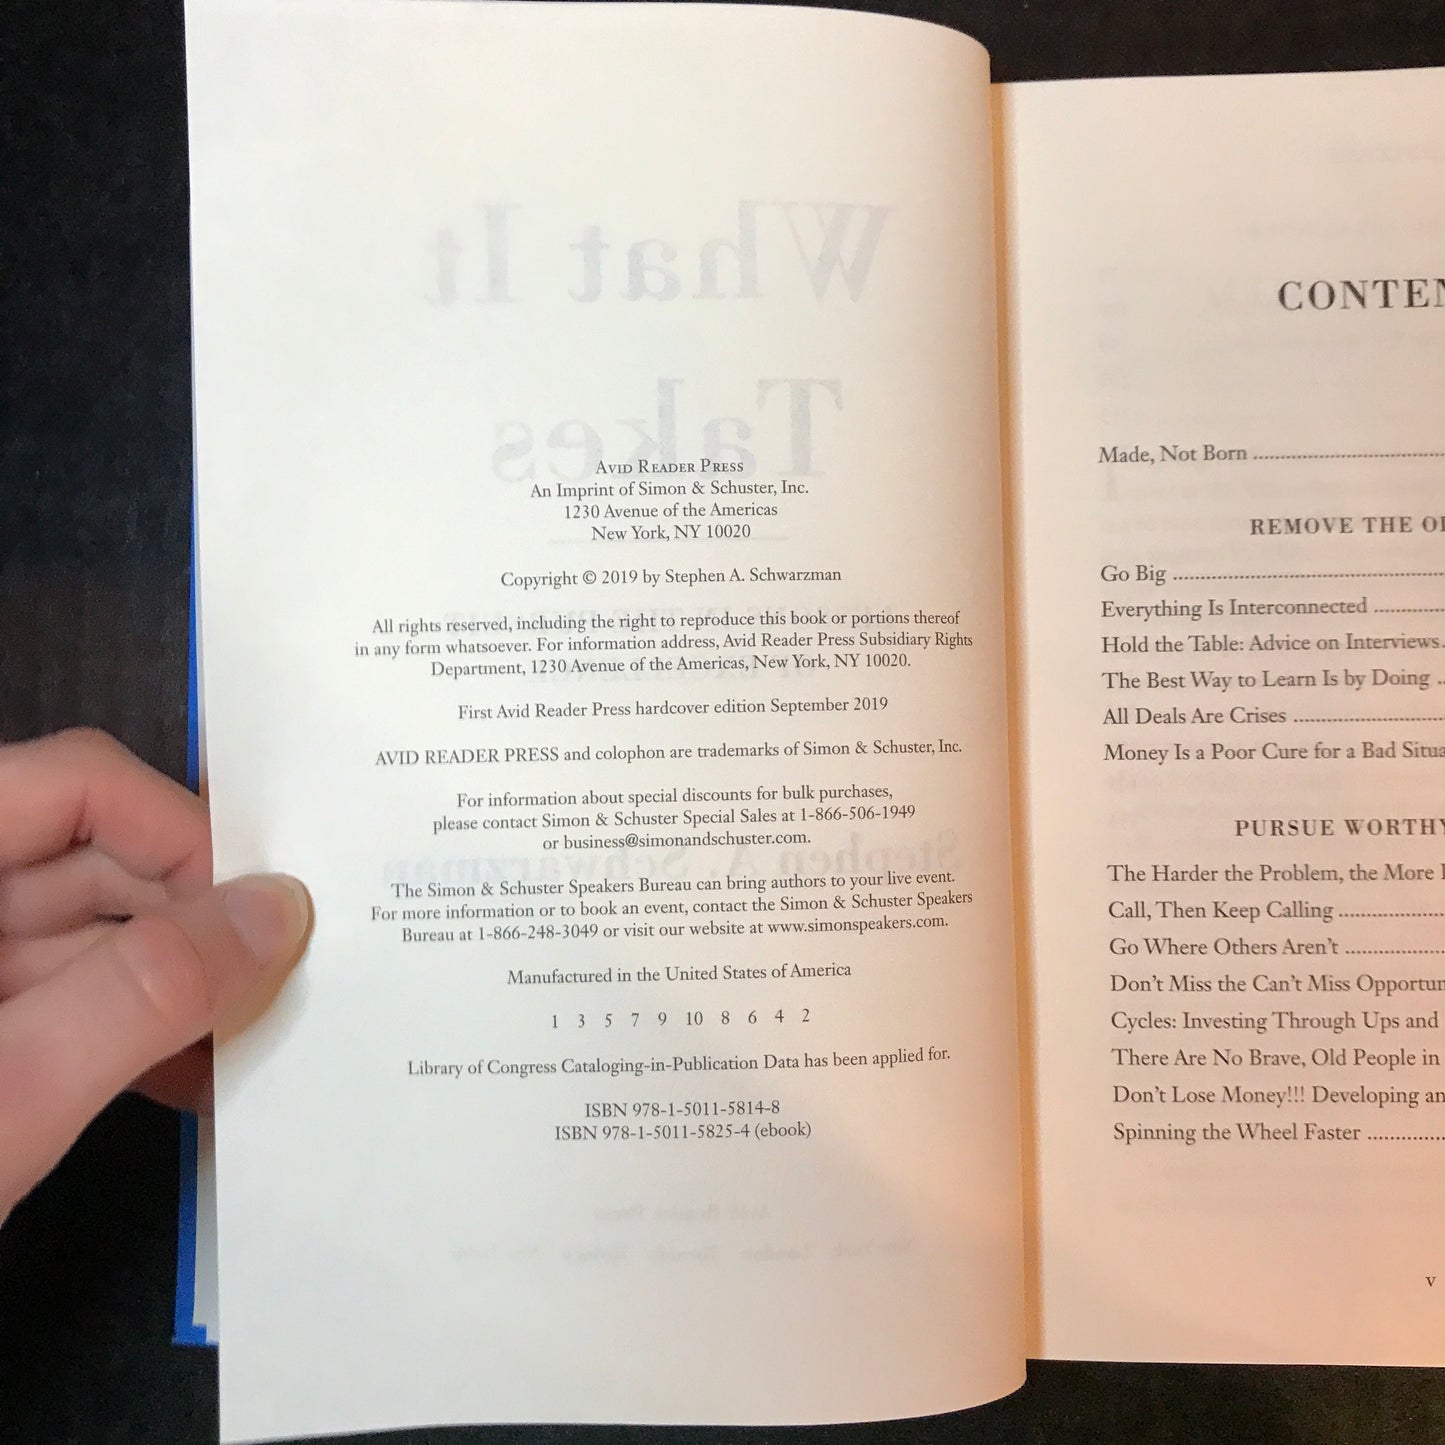 AVID READER PRESS
An Imprint of Simon & Schuster, Inc.
1230 Avenue of the Americas
New York, NY 10020
Copyright © 2019 by Stephen A. Schwarzman
All rights reserved, including the right to reproduce this book or portions thereof
in any form whatsoever. For information address, Avid Reader Press Subsidiary Rights
Department, 1230 Avenue of the Americas, New York, NY 10020.
First Avid Reader Press hardcover edition September 2019
AVID READER PRESS and colophon are trademarks of Simon & Schuster, Inc.
For information about special discounts for bulk purchases,
please contact Simon & Schuster Special Sales at 1-866-506-1949
or business@simonandschuster.com.
The Simon & Schuster Speakers Bureau can bring authors to your live event.
For more information or to book an event, contact the Simon & Schuster Speakers
Bureau at 1-866-248-3049 or visit our website at www.simonspeakers.com.
Manufactured in the United States of America
1 3 5 7 9 10 8 6 4 2
Library of Congress Cataloging-in-Publication Data has been applied for.
ISBN 978-1-5011-5814-8
ISBN 978-1-5011-5825-4 (ebook)
CONTEN
Made, Not Born
REMOVE THE
Go Big
Everything Is Interconnected
Hold the Table: Advice on Interviews
The Best Way to Learn Is by Doing
All Deals Are Crises
Money Is a Poor Cure for a Bad Situa
PURSUE WORTHY
The Harder the Problem, the More
Call, Then Keep Calling
Go Where Others Aren't
Don't Miss the Can't Miss Opportun
Cycles: Investing Through Ups and
There Are No Brave, Old People in
Don't Lose Money!!! Developing an
Spinning the Wheel Faster
v